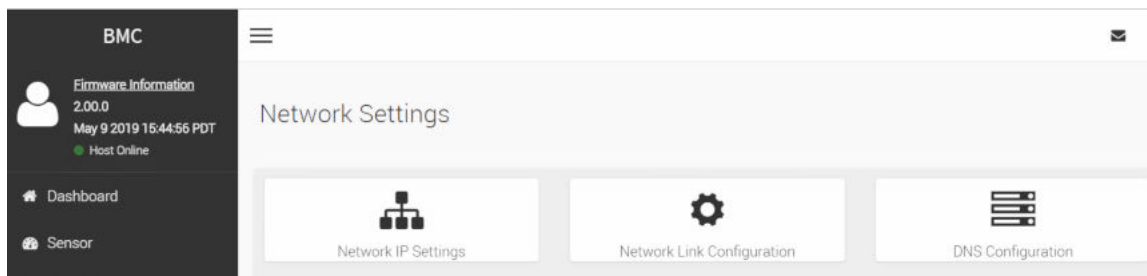 BMC
Firmware Information
2.00.0
May 9 2019 15:44:56 PDT
Host Online
Dashboard
Sensor
Network Settings
Network IP Settings
Network Link Configuration
DNS Configuration